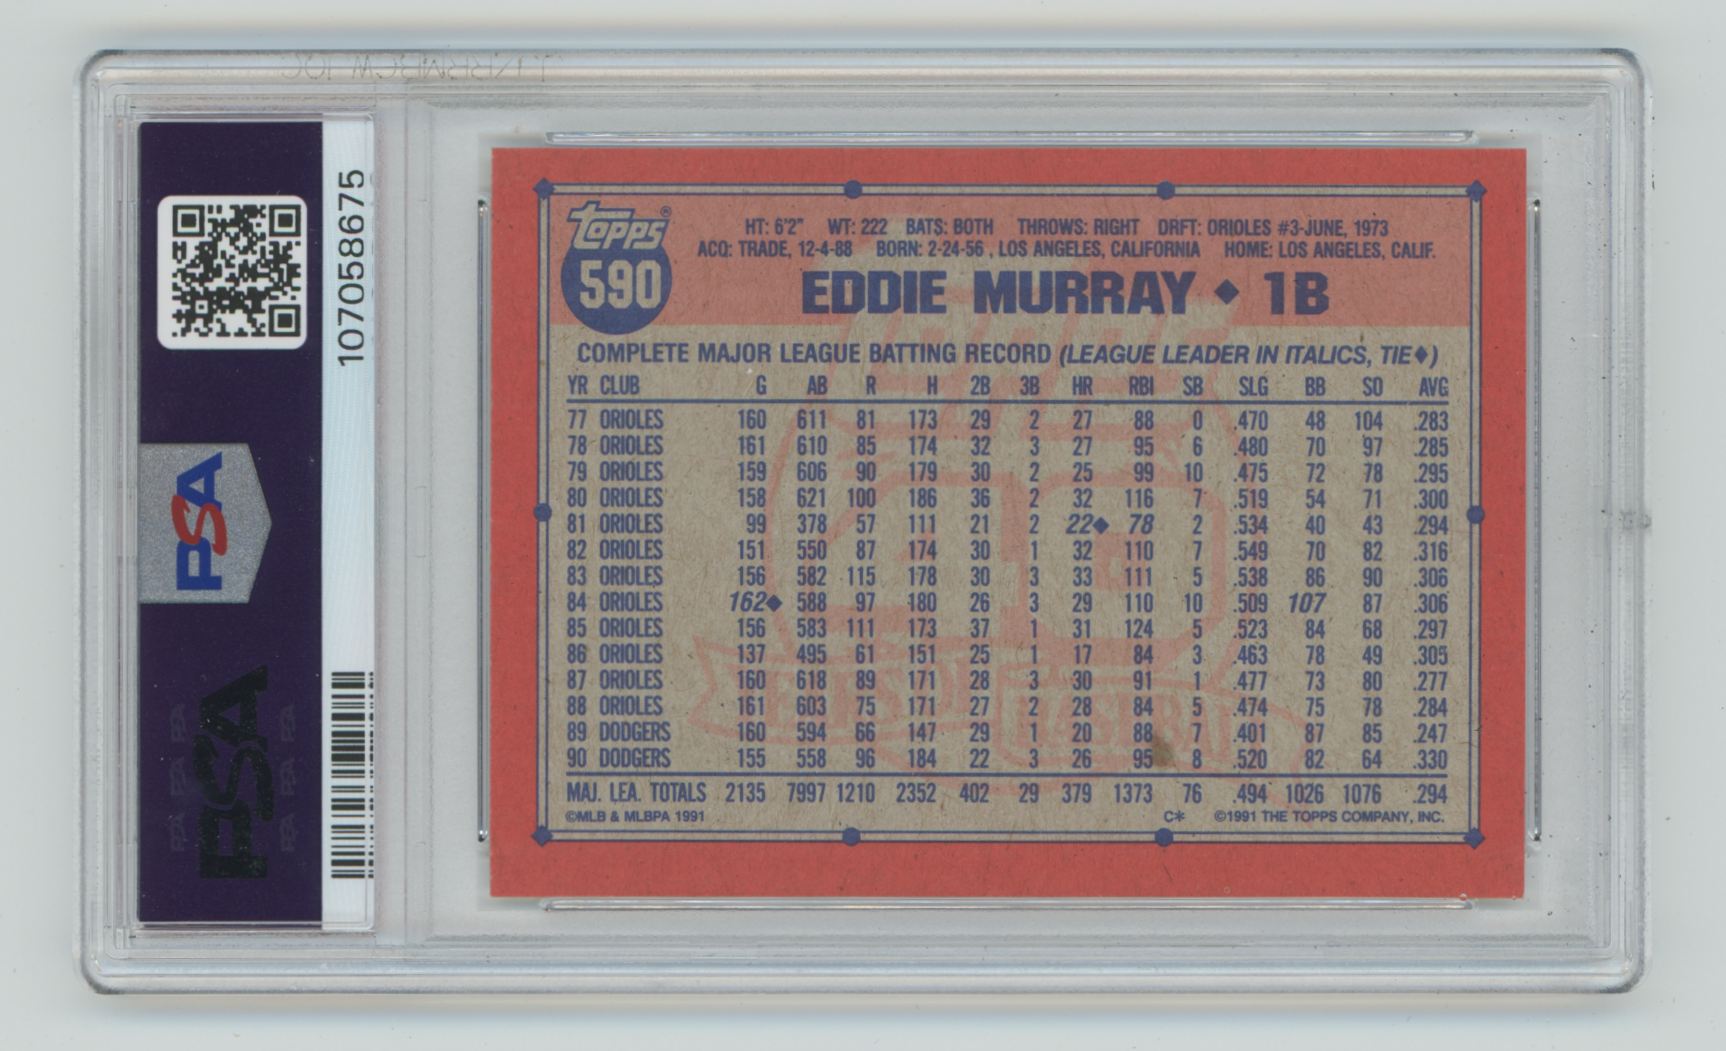 107058675
PSA
PSA
topps®
590
HT: 6'2" WT: 222 BATS: BOTH THROWS: RIGHT DRFT: ORIOLES #3-JUNE, 1973
ACQ: TRADE, 12-4-88 BORN: 2-24-56 , LOS ANGELES, CALIFORNIA HOME: LOS ANGELES, CALIF.
EDDIE MURRAY ♦ 1B
COMPLETE MAJOR LEAGUE BATTING RECORD (LEAGUE LEADER IN ITALICS, TIE♦)
YR CLUB G AB R H 2B 3B HR RBI SB SLG BB SO AVG
77 ORIOLES 160 611 81 173 29 2 27 88 0 .470 48 104 .283
78 ORIOLES 161 610 85 174 32 3 27 95 6 .480 70 97 .285
79 ORIOLES 159 606 90 179 30 2 25 99 10 .475 72 78 .295
80 ORIOLES 158 621 100 186 36 2 32 116 7 .519 54 71 .300
81 ORIOLES 99 378 57 111 21 2 22♦ 78 2 .534 40 43 .294
82 ORIOLES 151 550 87 174 30 1 32 110 7 .549 70 82 .316
83 ORIOLES 156 582 115 178 30 3 33 111 5 .538 86 90 .306
84 ORIOLES 162♦ 588 97 180 26 3 29 110 10 .509 107 87 .306
85 ORIOLES 156 583 111 173 37 1 31 124 5 .523 84 68 .297
86 ORIOLES 137 495 61 151 25 1 17 84 3 .463 78 49 .305
87 ORIOLES 160 618 89 171 28 3 30 91 1 .477 73 80 .277
88 ORIOLES 161 603 75 171 27 2 28 84 5 .474 75 78 .284
89 DODGERS 160 594 66 147 29 1 20 88 7 .401 87 85 .247
90 DODGERS 155 558 96 184 22 3 26 95 8 .520 82 64 .330
MAJ. LEA. TOTALS 2135 7997 1210 2352 402 29 379 1373 76 .494 1026 1076 .294
©MLB & MLBPA 1991 C* ©1991 THE TOPPS COMPANY, INC.